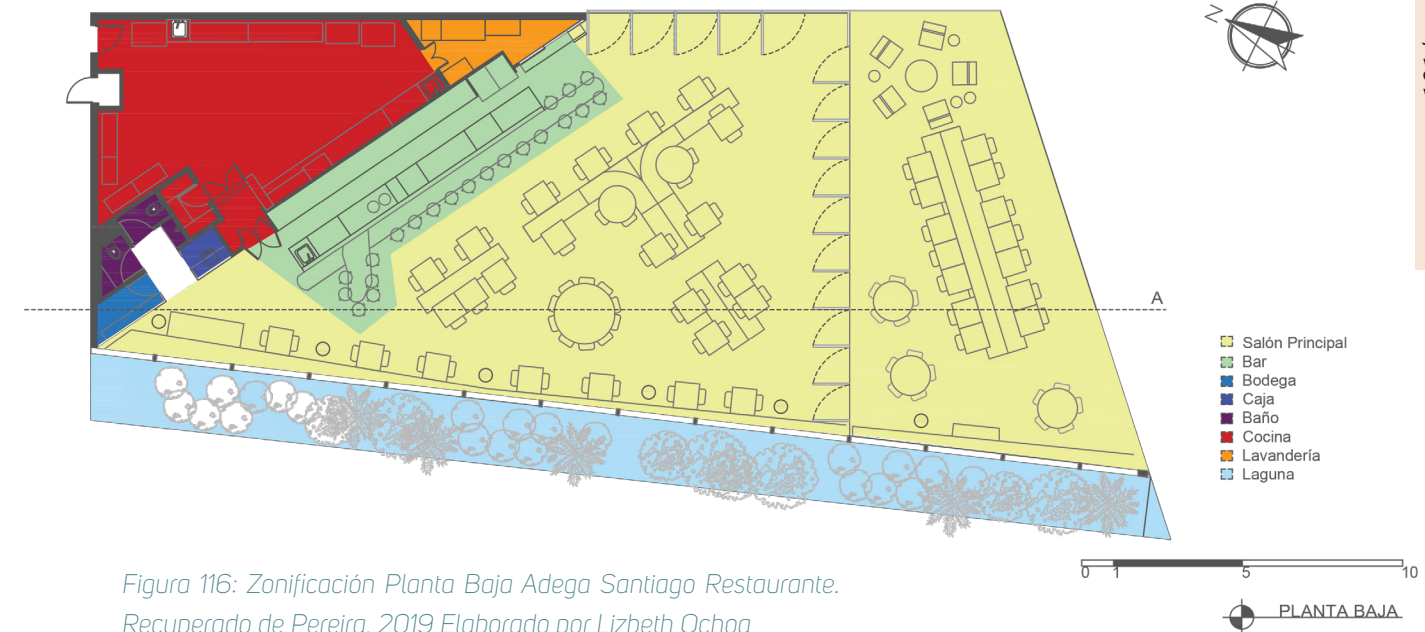 N
A
Salón Principal
Bar
Bodega
Caja
Baño
Cocina
Lavandería
Laguna
0 1 5 10
PLANTA BAJA
Figura 116: Zonificación Planta Baja Adega Santiago Restaurante.
Recuperado de Pereira, 2019 Elaborado por Lizbeth Ochoa